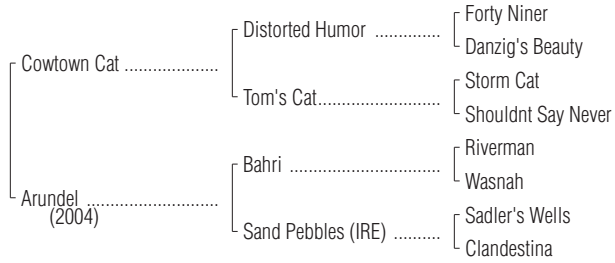 Forty Niner
Distorted Humor ..............
Danzig's Beauty
Cowtown Cat ....................
Storm Cat
Tom's Cat..........................
Shouldnt Say Never
Riverman
Bahri ................................
Wasnah
Arundel ............................
(2004)
Sadler's Wells
Sand Pebbles (IRE) ..........
Clandestina